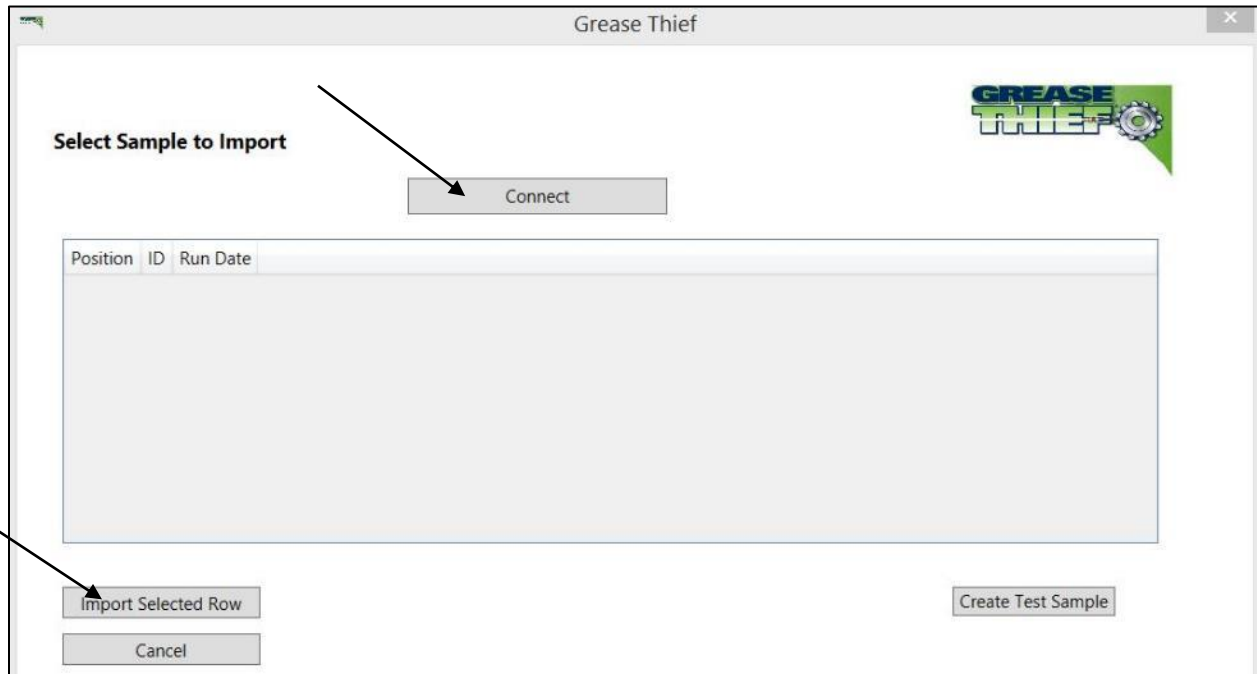 Grease Thief
GREASE
THIEF
Select Sample to Import
Connect
Position ID Run Date
Import Selected Row
Create Test Sample
Cancel